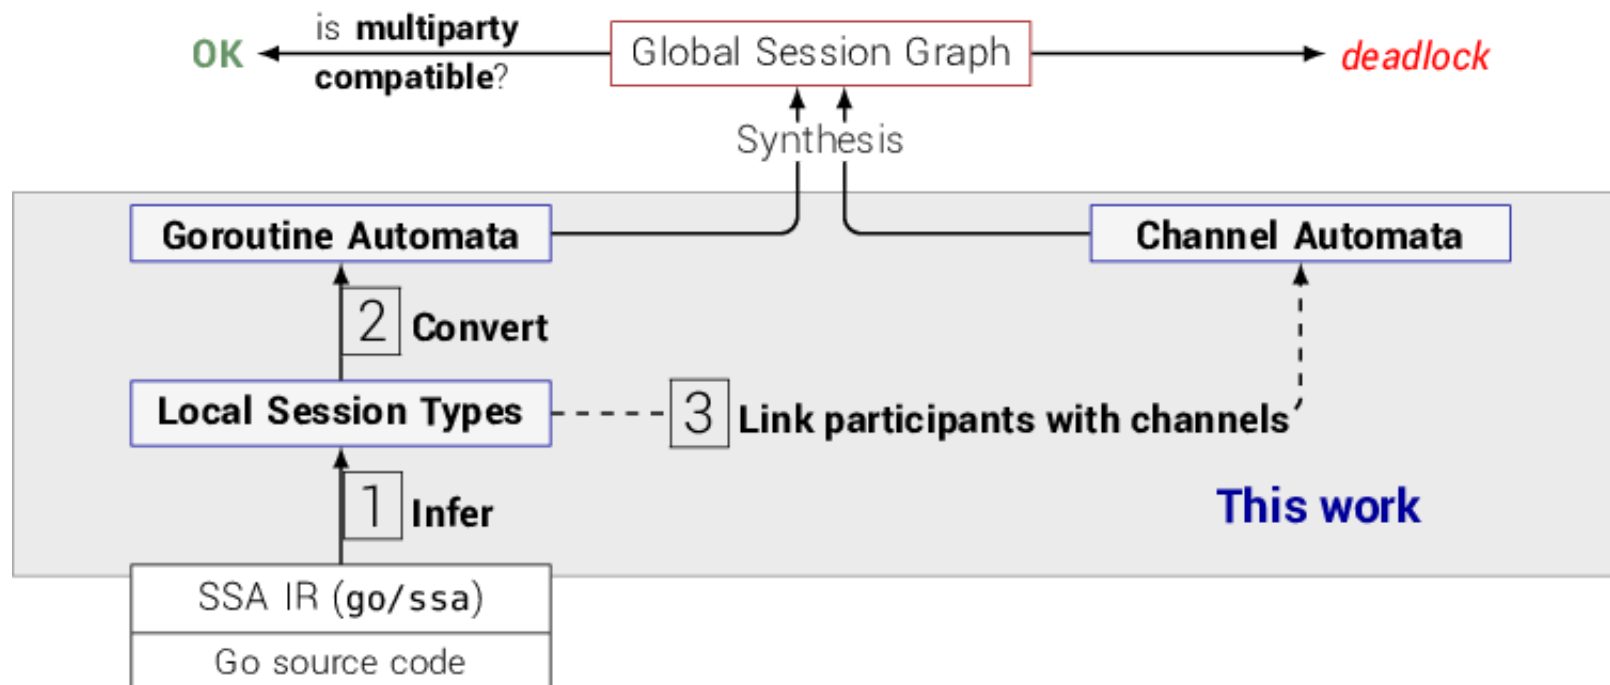 is multiparty
compatible?
OK
Global Session Graph
deadlock
Synthesis
Goroutine Automata
Channel Automata
2 Convert
Local Session Types
3 Link participants with channels
1 Infer
This work
SSA IR (go/ssa)
Go source code